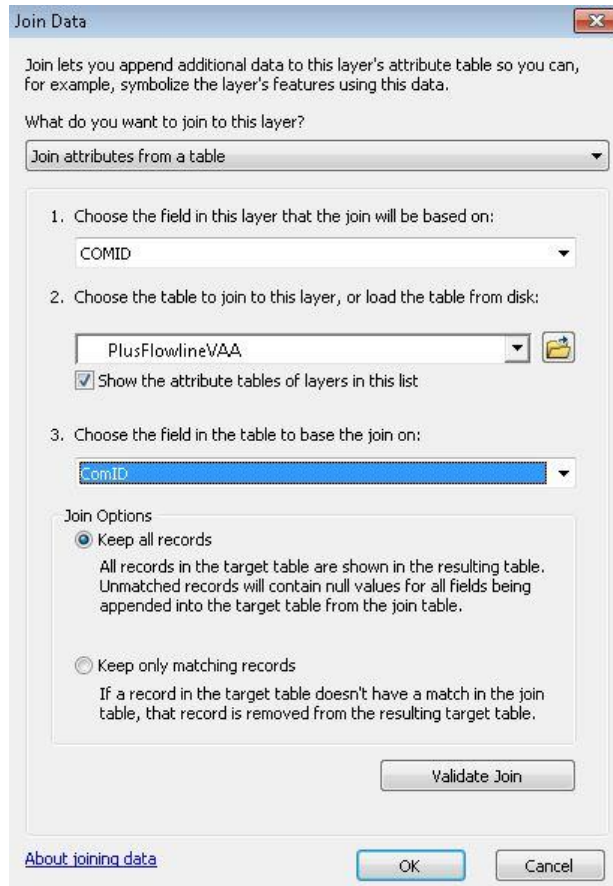 Join Data
Join lets you append additional data to this layer's attribute table so you can,
for example, symbolize the layer's features using this data.
What do you want to join to this layer?
Join attributes from a table
1. Choose the field in this layer that the join will be based on:
COMID
2. Choose the table to join to this layer, or load the table from disk:
PlusFlowlineVAA
Show the attribute tables of layers in this list
3. Choose the field in the table to base the join on:
ComID
Join Options
Keep all records
All records in the target table are shown in the resulting table.
Unmatched records will contain null values for all fields being
appended into the target table from the join table.
Keep only matching records
If a record in the target table doesn't have a match in the join
table, that record is removed from the resulting target table.
Validate Join
About joining data
OK
Cancel